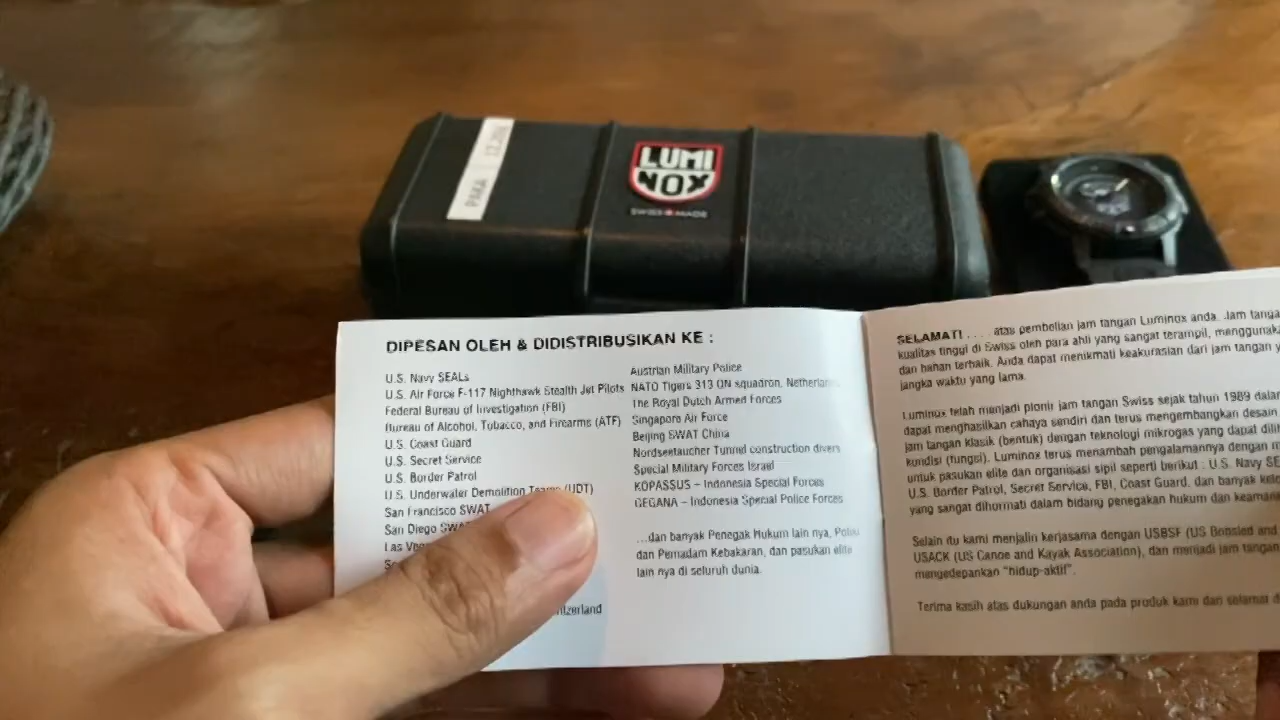 LUMI
NOX
SWISS MADE
DIPESAN OLEH & DIDISTRIBUSIKAN KE :
U.S. Navy SEALs
U.S. Air Force F-117 Nighthawk Stealth Jet Pilots
Federal Bureau of Investigation (FBI)
Bureau of Alcohol, Tobacco, and Firearms (ATF)
U.S. Coast Guard
U.S. Secret Service
U.S. Border Patrol
U.S. Underwater Demolition Teams (UDT)
San Francisco SWAT
San Diego SWAT
Las
Austrian Military Police
NATO Tigers 313 QN squadron,
The Royal Dutch Armed Forces
Singapore Air Force
Beijing SWAT China
Nordseetaucher Tunnel construction divers
Special Military Forces Israel
KOPASSUS – Indonesia Special Forces
GEGANA – Indonesia Special Police Forces
...dan banyak Penegak Hukum lain nya,
dan Pemadam Kebakaran, dan pasukan elite
lain nya di seluruh dunia.
SELAMAT! .... atas pembelian jam tangan Luminox anda. Jam
kualitas tinggi di Swiss oleh para ahli yang sangat terampil,
dan bahan terbaik. Anda dapat menikmati keakurasian dari jam tangan
jangka waktu yang lama.
Luminox telah menjadi pionir jam tangan Swiss sejak tahun 1989
dapat menghasilkan cahaya sendiri dan terus mengembangkan desain
jam tangan klasik (bentuk) dengan teknologi mikrogas yang dapat
kondisi (fungsi). Luminox terus menambah pengalamannya dengan
untuk pasukan elite dan organisasi sipil seperti berikut : U.S. Navy
U.S. Border Patrol, Secret Service, FBI, Coast Guard, dan banyak
yang sangat dihormati dalam bidang penegakan hukum dan
Selain itu kami menjalin kerjasama dengan USBSF (US Bobsled and
USACK (US Canoe and Kayak Association), dan menjadi jam tangan
mengedepankan "hidup-aktif".
Terima kasih atas dukungan anda pada produk kami dan selamat